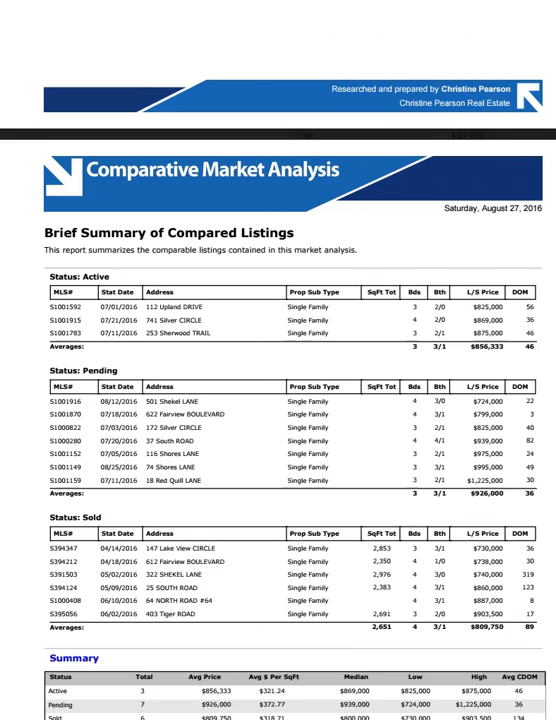 Researched and prepared by Christine Pearson
Christine Pearson Real Estate
Comparative Market Analysis
Saturday, August 27, 2016
Brief Summary of Compared Listings
This report summarizes the comparable listings contained in this market analysis.
Status: Active
MLS# Stat Date Address Prop Sub Type SqFt Tot Bds Bth L/S Price DOM
S1001592 07/01/2016 112 Upland DRIVE Single Family 3 2/0 $825,000 56
S1001915 07/21/2016 741 Silver CIRCLE Single Family 4 2/0 $869,000 36
S1001783 07/11/2016 253 Sherwood TRAIL Single Family 3 2/1 $875,000 46
Averages: 3 3/1 $856,333 46
Status: Pending
MLS# Stat Date Address Prop Sub Type SqFt Tot Bds Bth L/S Price DOM
S1001916 08/12/2016 501 Shekel LANE Single Family 4 3/0 $724,000 22
S1001870 07/18/2016 622 Fairview BOULEVARD Single Family 4 3/1 $799,000 3
S1000822 07/03/2016 172 Silver CIRCLE Single Family 3 2/1 $825,000 40
S1000280 07/20/2016 37 South ROAD Single Family 4 4/1 $939,000 82
S1001152 07/05/2016 116 Shores LANE Single Family 3 2/1 $975,000 24
S1001149 08/25/2016 74 Shores LANE Single Family 3 3/1 $995,000 49
S1001159 07/11/2016 18 Red Quill LANE Single Family 3 2/1 $1,225,000 30
Averages: 3 3/1 $926,000 36
Status: Sold
MLS# Stat Date Address Prop Sub Type SqFt Tot Bds Bth L/S Price DOM
S394347 04/14/2016 147 Lake View CIRCLE Single Family 2,853 3 3/1 $730,000 36
S394212 04/18/2016 612 Fairview BOULEVARD Single Family 2,350 4 1/0 $738,000 30
S391503 05/02/2016 322 SHEKEL LANE Single Family 2,976 4 3/0 $740,000 319
S394124 05/09/2016 25 SOUTH ROAD Single Family 2,383 4 3/1 $860,000 123
S1000408 06/10/2016 64 NORTH ROAD #64 Single Family 4 3/1 $887,000 8
S395056 06/02/2016 403 Tiger ROAD Single Family 2,691 3 2/0 $903,500 17
Averages: 2,651 4 3/1 $809,750 89
Summary
Status Total Avg Price Avg $ Per SqFt Median Low High Avg CDOM
Active 3 $856,333 $321.24 $869,000 $825,000 $875,000 46
Pending 7 $926,000 $372.77 $939,000 $724,000 $1,225,000 36
Sold 6 $809,750 $318.71 $800,000 $730,000 $903,500 134